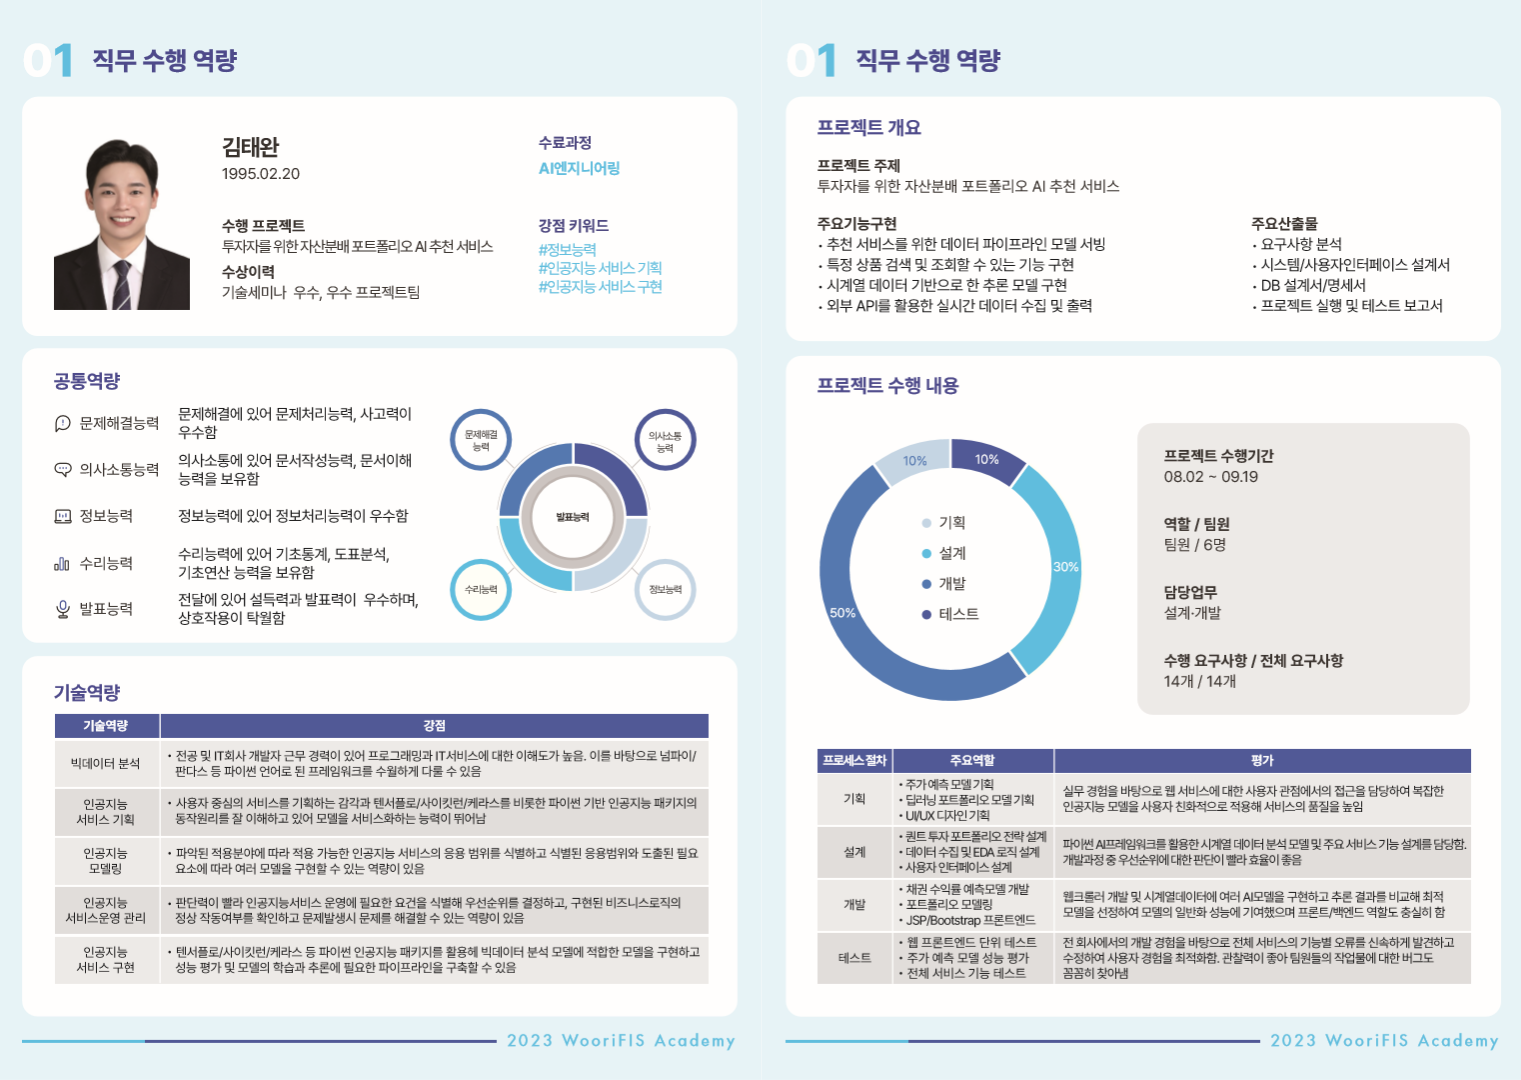 01 직무 수행 역량
김태완
1995.02.20
수행 프로젝트
투자자를 위한 자산분배 포트폴리오 AI 추천 서비스
수상이력
기술세미나 우수, 우수 프로젝트팀
수료과정
AI엔지니어링
강점 키워드
#정보능력
#인공지능 서비스 기획
#인공지능 서비스 구현
공통역량
문제해결능력
문제해결에 있어 문제처리능력, 사고력이
우수함
의사소통능력
의사소통에 있어 문서작성능력, 문서이해
능력을 보유함
정보능력
정보능력에 있어 정보처리능력이 우수함
수리능력
수리능력에 있어 기초통계, 도표분석,
기초연산 능력을 보유함
발표능력
전달에 있어 설득력과 발표력이 우수하며,
상호작용이 탁월함
문제해결
능력
의사소통
능력
발표능력
수리능력
정보능력
기술역량
기술역량
강점
빅데이터 분석
• 전공 및 IT회사 개발자 근무 경력이 있어 프로그래밍과 IT서비스에 대한 이해도가 높음. 이를 바탕으로 넘파이/
판다스 등 파이썬 언어로 된 프레임워크를 수월하게 다룰 수 있음
인공지능
서비스 기획
• 사용자 중심의 서비스를 기획하는 감각과 텐서플로/사이킷런/케라스를 비롯한 파이썬 기반 인공지능 패키지의
동작원리를 잘 이해하고 있어 모델을 서비스화하는 능력이 뛰어남
인공지능
모델링
• 파악된 적용분야에 따라 적용 가능한 인공지능 서비스의 응용 범위를 식별하고 식별된 응용범위와 도출된 필요
요소에 따라 여러 모델을 구현할 수 있는 역량이 있음
인공지능
서비스운영 관리
• 판단력이 빨라 인공지능서비스 운영에 필요한 요건을 식별해 우선순위를 결정하고, 구현된 비즈니스로직의
정상 작동여부를 확인하고 문제발생시 문제를 해결할 수 있는 역량이 있음
인공지능
서비스 구현
• 텐서플로/사이킷런/케라스 등 파이썬 인공지능 패키지를 활용헤 빅데이터 분석 모델에 적합한 모델을 구현하고
성능 평가 및 모델의 학습과 추론에 필요한 파이프라인을 구축할 수 있음
2023 WooriFIS Academy
01 직무 수행 역량
프로젝트 개요
프로젝트 주제
투자자를 위한 자산분배 포트폴리오 AI 추천 서비스
주요기능구현
• 추천 서비스를 위한 데이터 파이프라인 모델 서빙
• 특정 상품 검색 및 조회할 수 있는 기능 구현
• 시계열 데이터 기반으로 한 추론 모델 구현
• 외부 API를 활용한 실시간 데이터 수집 및 출력
주요산출물
• 요구사항 분석
• 시스템/사용자인터페이스 설계서
• DB 설계서/명세서
• 프로젝트 실행 및 테스트 보고서
프로젝트 수행 내용
10%
10%
30%
50%
기획
설계
개발
테스트
프로젝트 수행기간
08.02 ~ 09.19
역할 / 팀원
팀원 / 6명
담당업무
설계·개발
수행 요구사항 / 전체 요구사항
14개 / 14개
프로세스 절차
주요역할
평가
기획
• 주가 예측 모델 기획
• 딥러닝 포트폴리오 모델 기획
• UI/UX 디자인 기획
실무 경험을 바탕으로 웹 서비스에 대한 사용자 관점에서의 접근을 담당하여 복잡한
인공지능 모델을 사용자 친화적으로 적용해 서비스의 품질을 높임
설계
• 퀀트 투자 포트폴리오 전략 설계
• 데이터 수집 및 EDA 로직 설계
• 사용자 인터페이스 설계
파이썬 AI프레임워크를 활용한 시계열 데이터 분석 모델 및 주요 서비스 기능 설계를 담당함.
개발과정 중 우선순위에 대한 판단이 빨라 효율이 좋음
개발
• 채권 수익률 예측모델 개발
• 포트폴리오 모델링
• JSP/Bootstrap 프론트엔드
웹크롤러 개발 및 시계열데이터에 여러 AI모델을 구현하고 추론 결과를 비교해 최적
모델을 선정하여 모델의 일반화 성능에 기여했으며 프론트/백엔드 역할도 충실히 함
테스트
• 웹 프론트엔드 단위 테스트
• 주가 예측 모델 성능 평가
• 전체 서비스 기능 테스트
전 회사에서의 개발 경험을 바탕으로 전체 서비스의 기능별 오류를 신속하게 발견하고
수정하여 사용자 경험을 최적화함. 관찰력이 좋아 팀원들의 작업물에 대한 버그도
꼼꼼히 찾아냄
2023 WooriFIS Academy